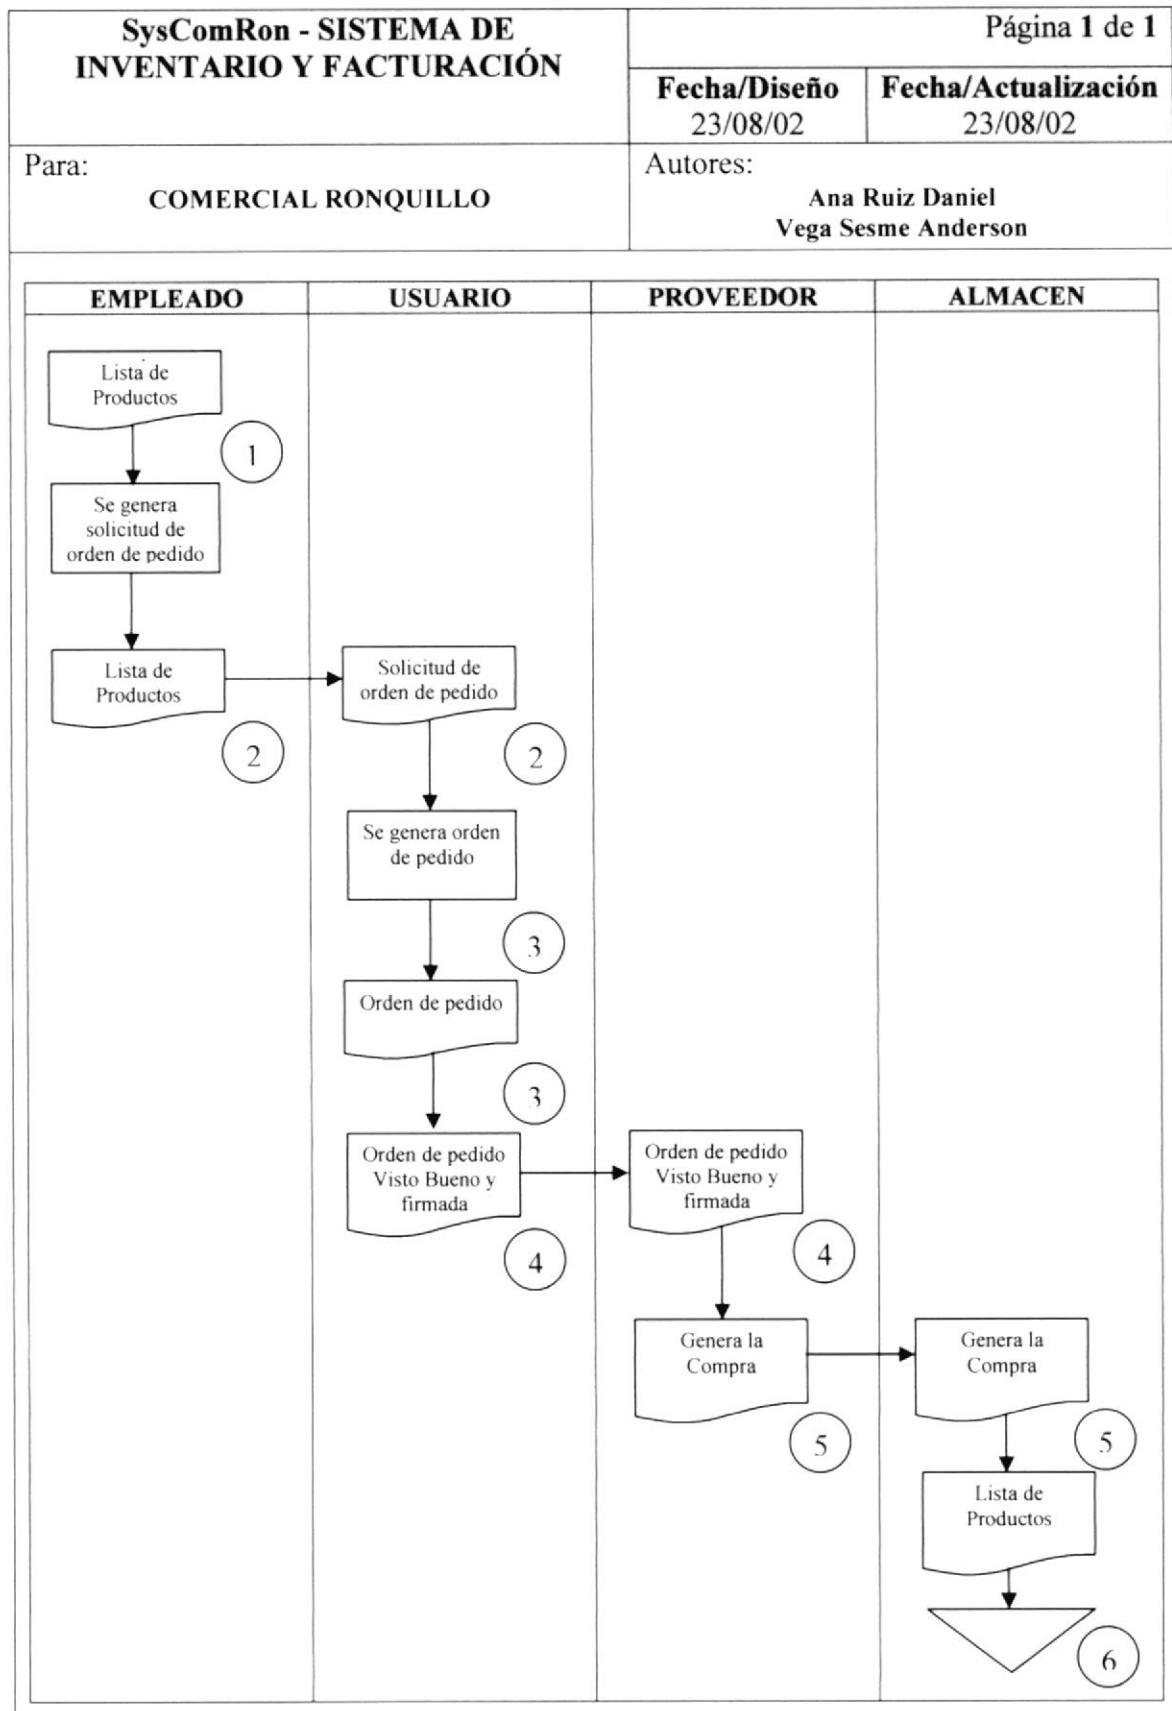 SysComRon - SISTEMA DE
INVENTARIO Y FACTURACIÓN
Página 1 de 1
Fecha/Diseño
23/08/02
Fecha/Actualización
23/08/02
Para:
COMERCIAL RONQUILLO
Autores:
Ana Ruiz Daniel
Vega Sesme Anderson
EMPLEADO
USUARIO
PROVEEDOR
ALMACEN
Lista de
Productos
1
Se genera
solicitud de
orden de pedido
Lista de
Productos
2
Solicitud de
orden de pedido
2
Se genera orden
de pedido
3
Orden de pedido
3
Orden de pedido
Visto Bueno y
firmada
4
Orden de pedido
Visto Bueno y
firmada
4
Genera la
Compra
5
Genera la
Compra
5
Lista de
Productos
6